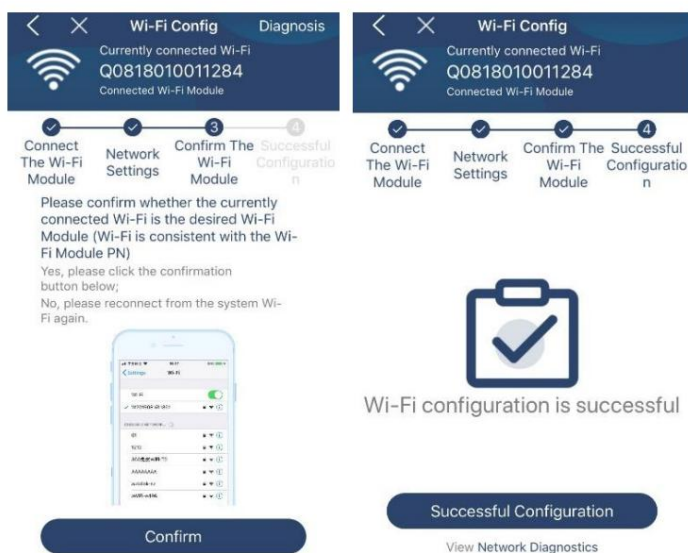 Wi-Fi Config
Diagnosis
Currently connected Wi-Fi
Q0818010011284
Connected Wi-Fi Module
3
4
Connect
The Wi-Fi
Module
Network
Settings
Confirm The
Wi-Fi
Module
Successful
Configuratio
n
Please confirm whether the currently
connected Wi-Fi is the desired Wi-Fi
Module (Wi-Fi is consistent with the Wi-
Fi Module PN)
Yes, please click the confirmation
button below;
No, please reconnect from the system Wi-
Fi again.
Settings
Wi-Fi
Wi-Fi
Confirm
Wi-Fi Config
Currently connected Wi-Fi
Q0818010011284
Connected Wi-Fi Module
4
Connect
The Wi-Fi
Module
Network
Settings
Confirm The
Wi-Fi
Module
Successful
Configuratio
n
Wi-Fi configuration is successful
Successful Configuration
View Network Diagnostics